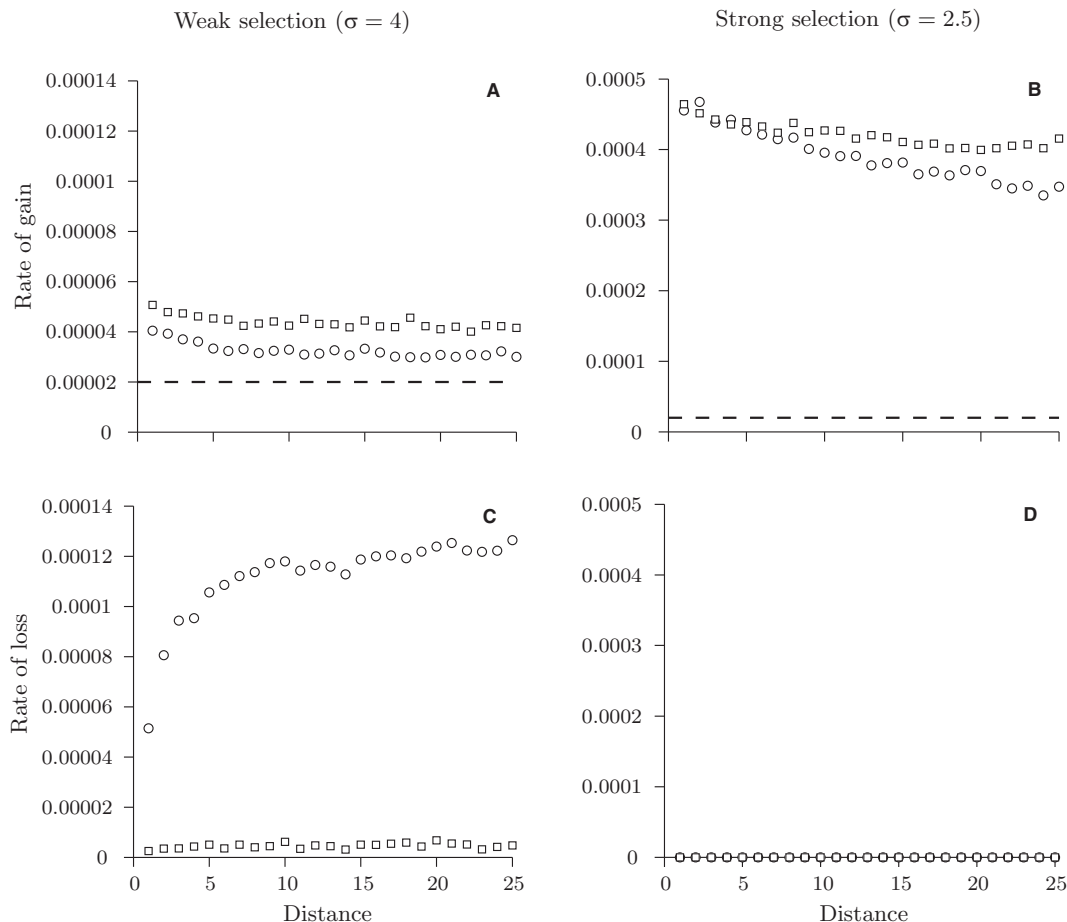 Weak selection (σ = 4)
Strong selection (σ = 2.5)
A
0.00014
0.00012
0.0001
0.00008
0.00006
0.00004
0.00002
0
Rate of gain
B
0.0005
0.0004
0.0003
0.0002
0.0001
0
C
0.00014
0.00012
0.0001
0.00008
0.00006
0.00004
0.00002
0
Rate of loss
0 5 10 15 20 25
Distance
D
0.0005
0.0004
0.0003
0.0002
0.0001
0
0 5 10 15 20 25
Distance